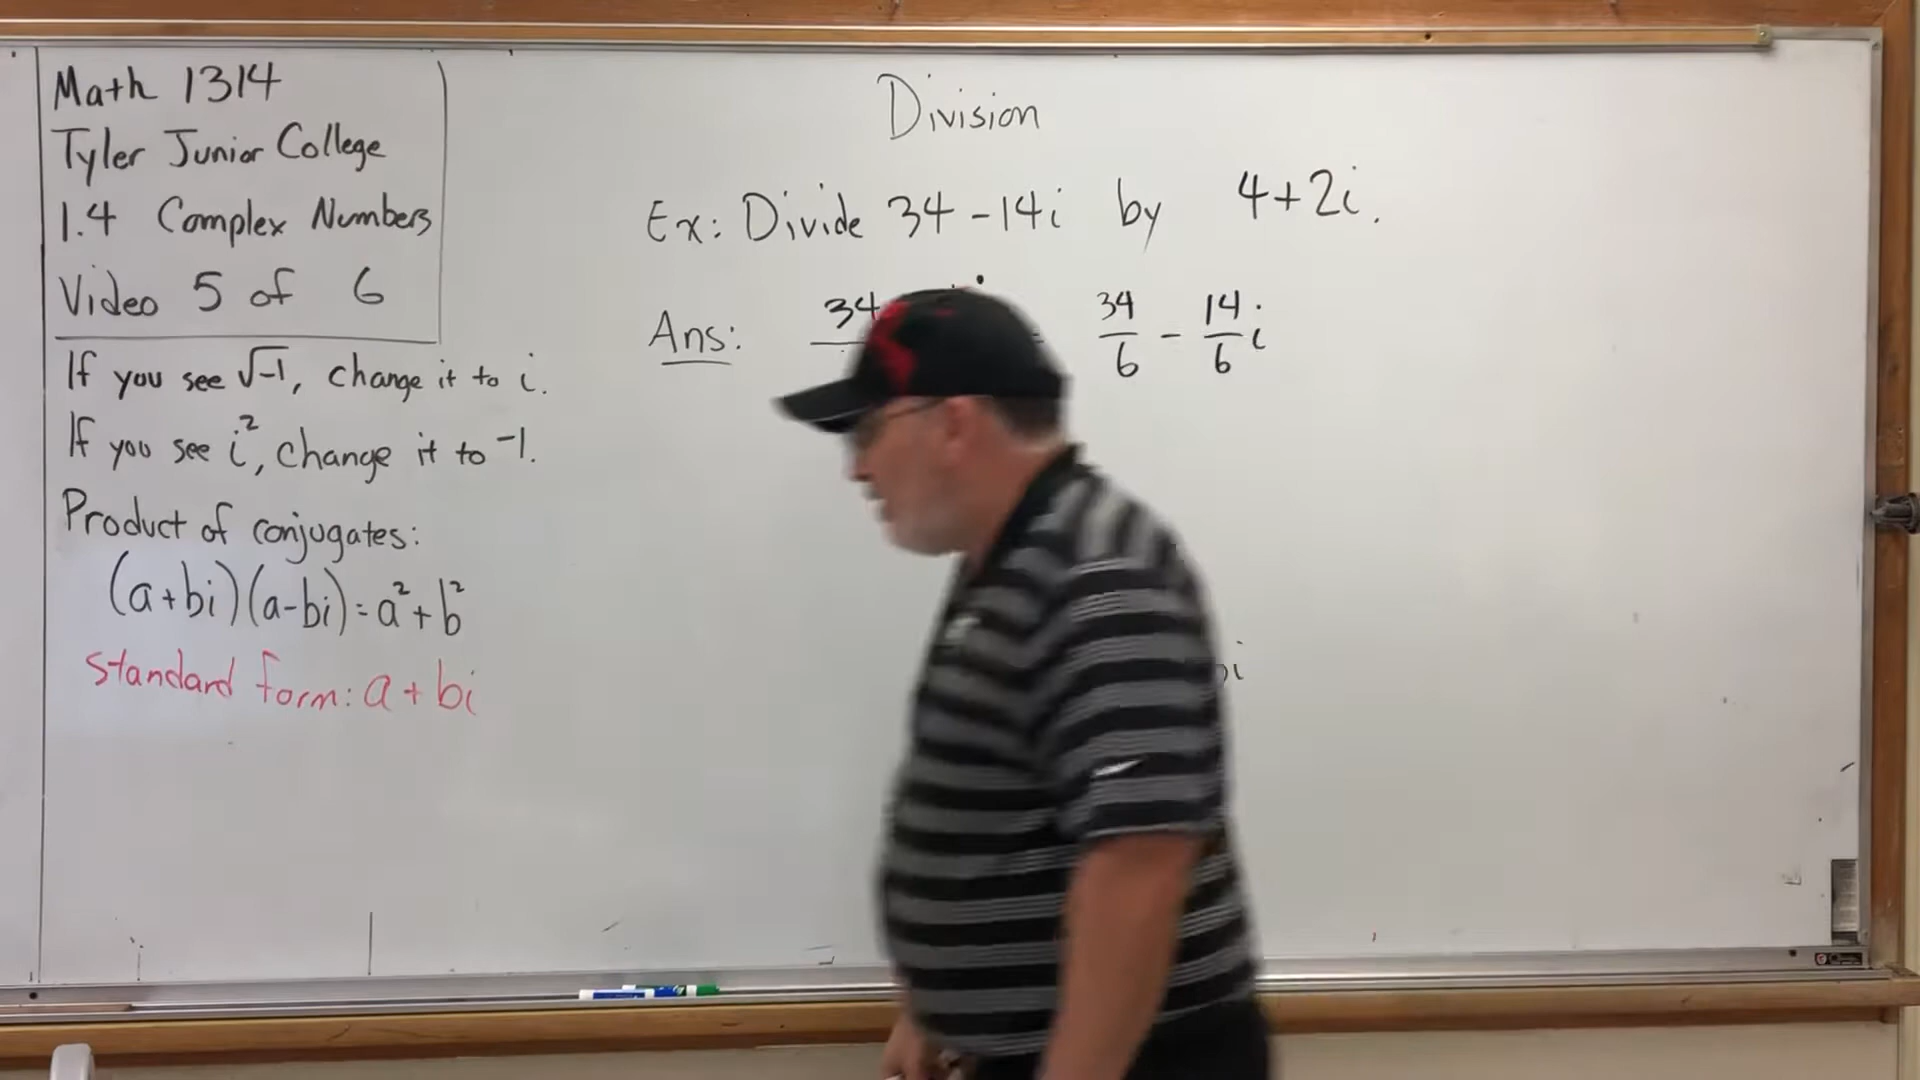 Math 1314
Tyler Junior College
1.4 Complex Numbers
Video 5 of 6
If you see √-1, change it to i.
If you see i², change it to -1.
Product of conjugates:
(a+bi)(a-bi)=a²+b²
standard form: a + bi
Division
Ex: Divide 34-14i by 4+2i.
Ans: 34 34/6 - 14/6 i
i